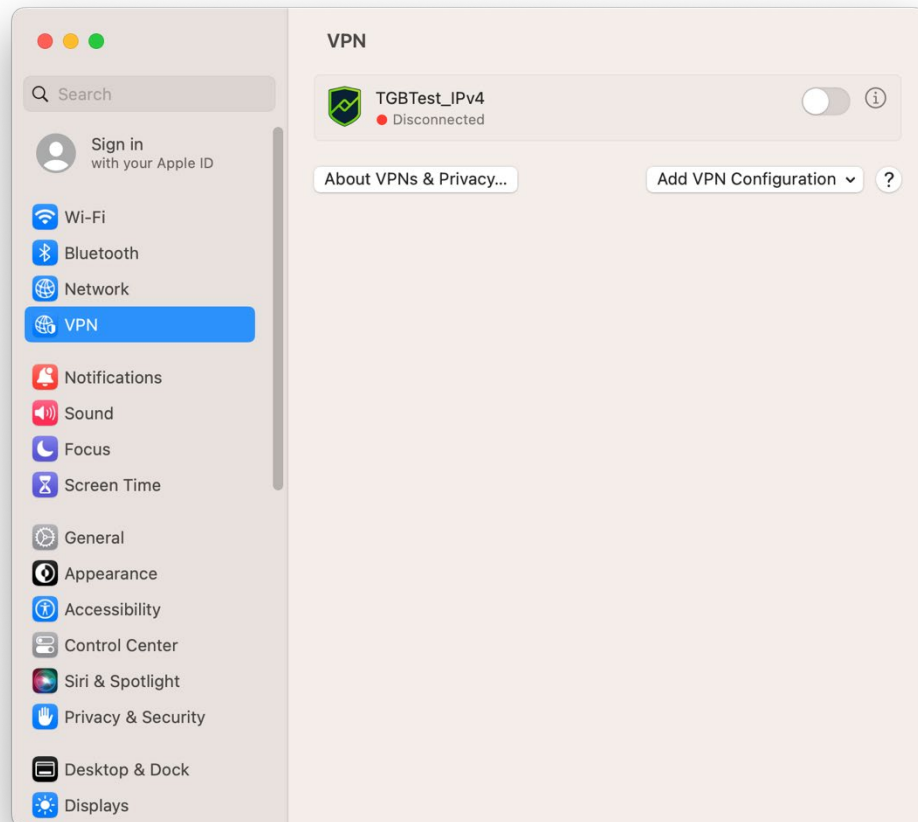 VPN
Search
TGBTest_IPv4
Disconnected
Sign in
with your Apple ID
About VPNs & Privacy...
Add VPN Configuration
?
Wi-Fi
Bluetooth
Network
VPN
Notifications
Sound
Focus
Screen Time
General
Appearance
Accessibility
Control Center
Siri & Spotlight
Privacy & Security
Desktop & Dock
Displays